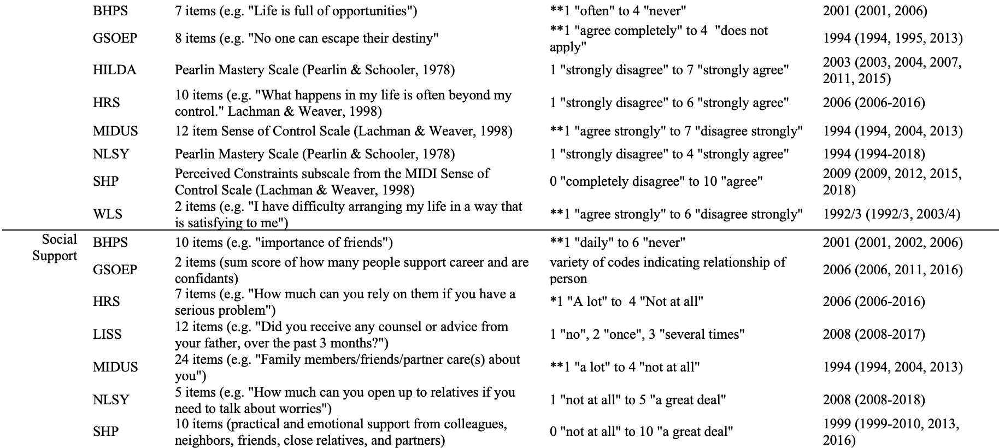 BHPS 7 items (e.g. "Life is full of opportunities") **1 "often" to 4 "never" 2001 (2001, 2006)
GSOEP 8 items (e.g. "No one can escape their destiny" **1 "agree completely" to 4 "does not
apply" 1994 (1994, 1995, 2013)
HILDA Pearlin Mastery Scale (Pearlin & Schooler, 1978) 1 "strongly disagree" to 7 "strongly agree" 2003 (2003, 2004, 2007,
2011, 2015)
HRS 10 items (e.g. "What happens in my life is often beyond my
control." Lachman & Weaver, 1998) 1 "strongly disagree" to 6 "strongly agree" 2006 (2006-2016)
MIDUS 12 item Sense of Control Scale (Lachman & Weaver, 1998) **1 "agree strongly" to 7 "disagree strongly" 1994 (1994, 2004, 2013)
NLSY Pearlin Mastery Scale (Pearlin & Schooler, 1978) 1 "strongly disagree" to 4 "strongly agree" 1994 (1994-2018)
SHP Perceived Constraints subscale from the MIDI Sense of
Control Scale (Lachman & Weaver, 1998) 0 "completely disagree" to 10 "agree" 2009 (2009, 2012, 2015,
2018)
WLS 2 items (e.g. "I have difficulty arranging my life in a way that
is satisfying to me") **1 "agree strongly" to 6 "disagree strongly" 1992/3 (1992/3, 2003/4)
Social
Support BHPS 10 items (e.g. "importance of friends") **1 "daily" to 6 "never" 2001 (2001, 2002, 2006)
GSOEP 2 items (sum score of how many people support career and are
confidants) variety of codes indicating relationship of
person 2006 (2006, 2011, 2016)
HRS 7 items (e.g. "How much can you rely on them if you have a
serious problem") *1 "A lot" to 4 "Not at all" 2006 (2006-2016)
LISS 12 items (e.g. "Did you receive any counsel or advice from
your father, over the past 3 months?") 1 "no", 2 "once", 3 "several times" 2008 (2008-2017)
MIDUS 24 items (e.g. "Family members/friends/partner care(s) about
you") **1 "a lot" to 4 "not at all" 1994 (1994, 2004, 2013)
NLSY 5 items (e.g. "How much can you open up to relatives if you
need to talk about worries") 1 "not at all" to 5 "a great deal" 2008 (2008-2018)
SHP 10 items (practical and emotional support from colleagues,
neighbors, friends, close relatives, and partners) 0 "not at all" to 10 "a great deal" 1999 (1999-2010, 2013,
2016)